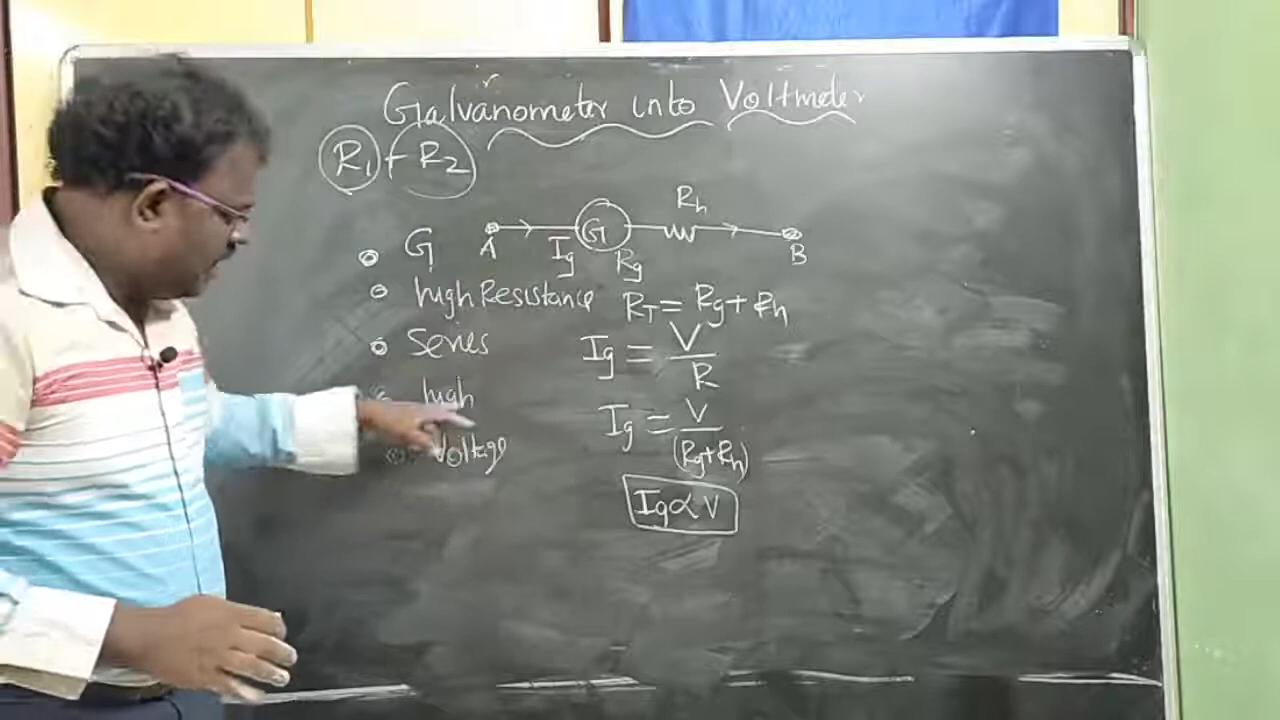 Galvanometer into Voltmeter
R₁ + R₂
G
high Resistance
Series
high
Voltage
Rh
A G B
Ig Rg
RT = Rg + Rh
Ig = V/R
Ig = V/(Rg+Rh)
Ig ∝ V